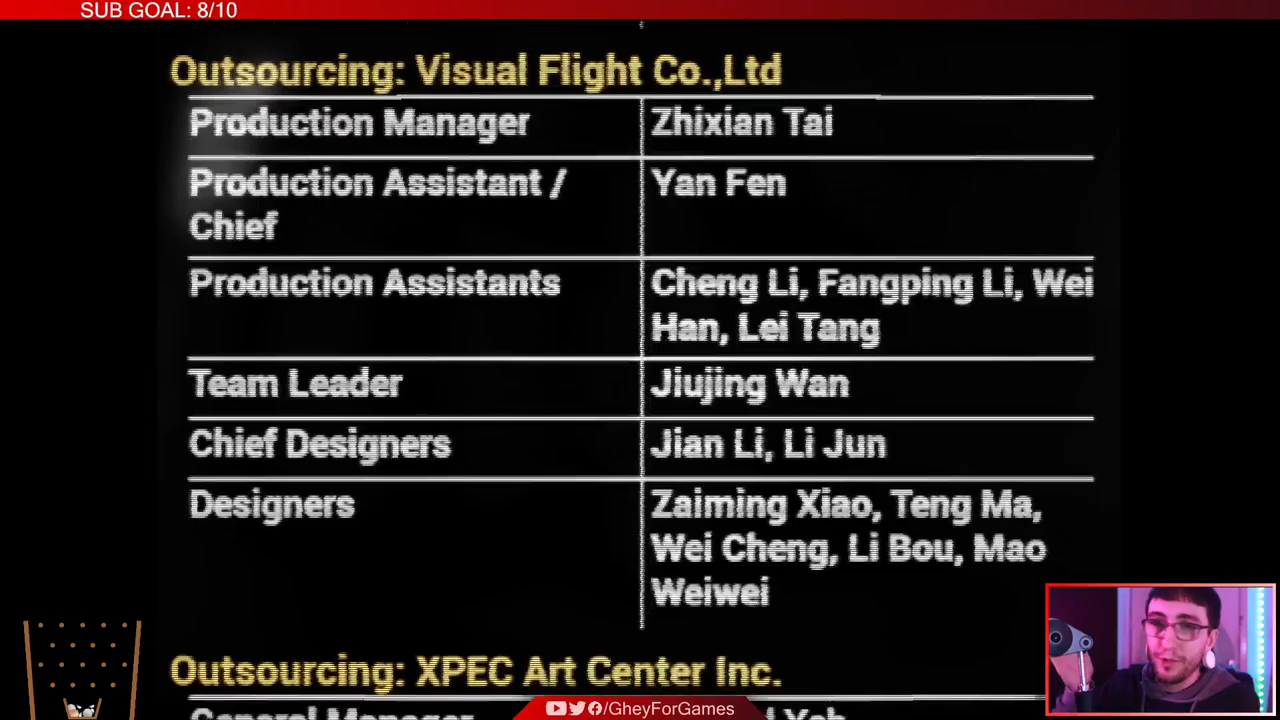 SUB GOAL: 8/10
Outsourcing: Visual Flight Co.,Ltd
Production Manager
Zhixian Tai
Production Assistant /
Chief
Yan Fen
Production Assistants
Cheng Li, Fangping Li, Wei
Han, Lei Tang
Team Leader
Jiujing Wan
Chief Designers
Jian Li, Li Jun
Designers
Zaiming Xiao, Teng Ma,
Wei Cheng, Li Bou, Mao
Weiwei
Outsourcing: XPEC Art Center Inc.
General Manager
/GheyForGames